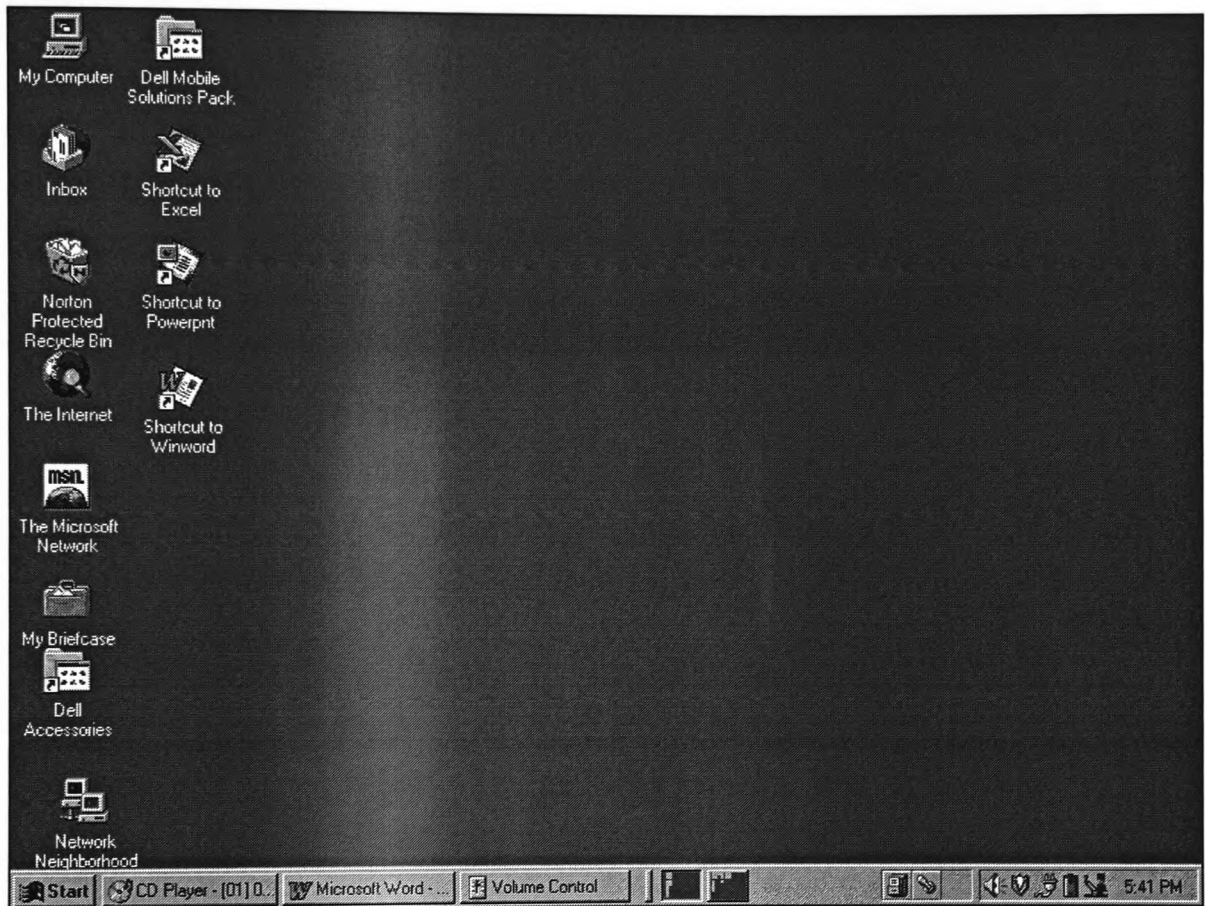 My Computer
Dell Mobile
Solutions Pack
Inbox
Shortcut to
Excel
Norton
Protected
Recycle Bin
Shortcut to
Powerpnt
The Internet
Shortcut to
Winword
msn.
The Microsoft
Network
My Briefcase
Dell
Accessories
Network
Neighborhood
Start
CD Player - [01] 0...
Microsoft Word - ...
Volume Control
5:41 PM